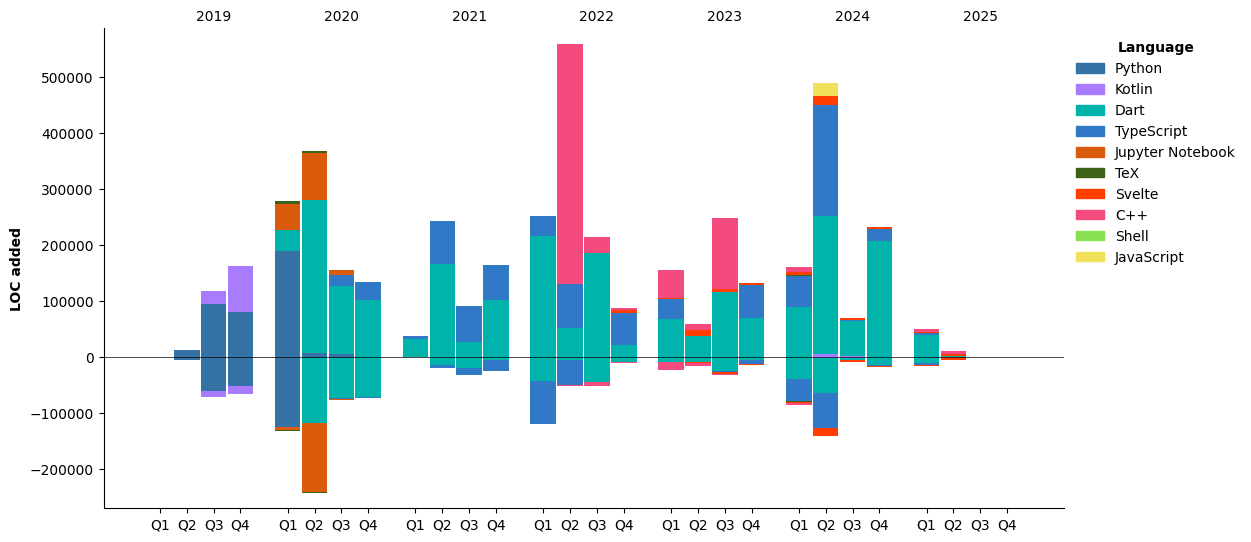 2019 2020 2021 2022 2023 2024 2025
LOC added
500000
400000
300000
200000
100000
0
−100000
−200000
Q1 Q2 Q3 Q4 Q1 Q2 Q3 Q4 Q1 Q2 Q3 Q4 Q1 Q2 Q3 Q4 Q1 Q2 Q3 Q4 Q1 Q2 Q3 Q4 Q1 Q2 Q3 Q4
Language
Python
Kotlin
Dart
TypeScript
Jupyter Notebook
TeX
Svelte
C++
Shell
JavaScript